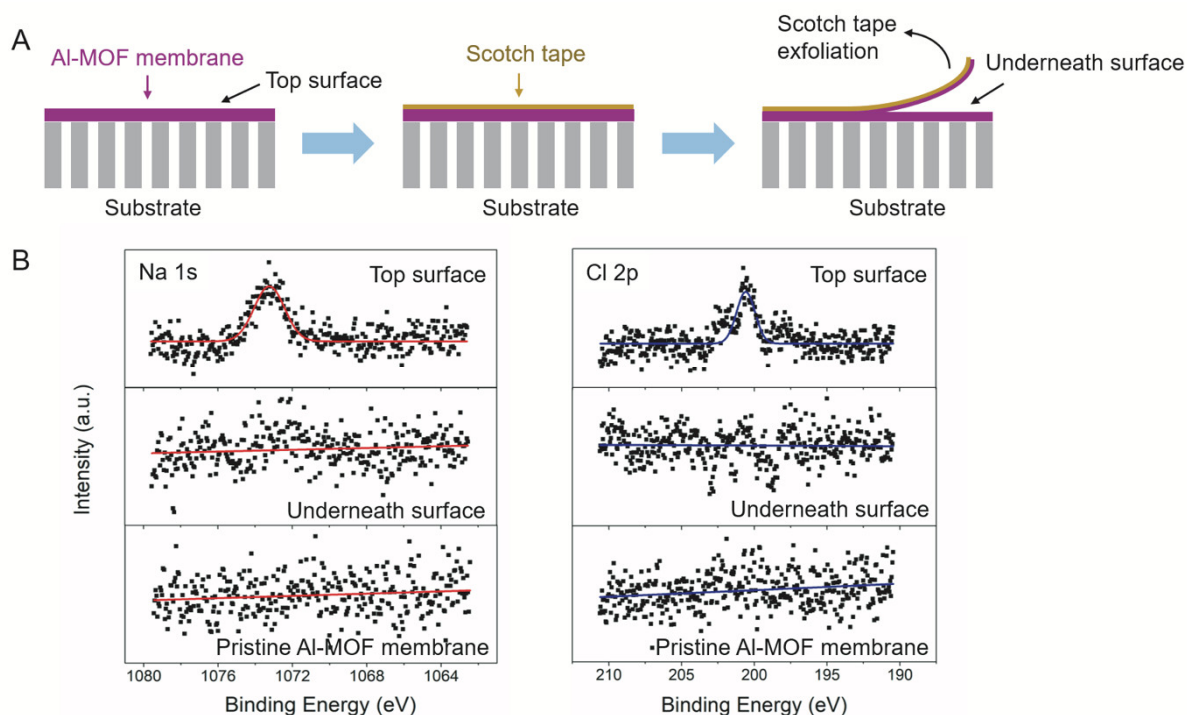 A
Al-MOF membrane
Top surface
Scotch tape
Scotch tape
exfoliation
Underneath surface
Substrate
Substrate
Substrate
B
Na 1s
Top surface
Underneath surface
Pristine Al-MOF membrane
1080 1076 1072 1068 1064
Binding Energy (eV)
Intensity (a.u.)
Cl 2p
Top surface
Underneath surface
Pristine Al-MOF membrane
210 205 200 195 190
Binding Energy (eV)